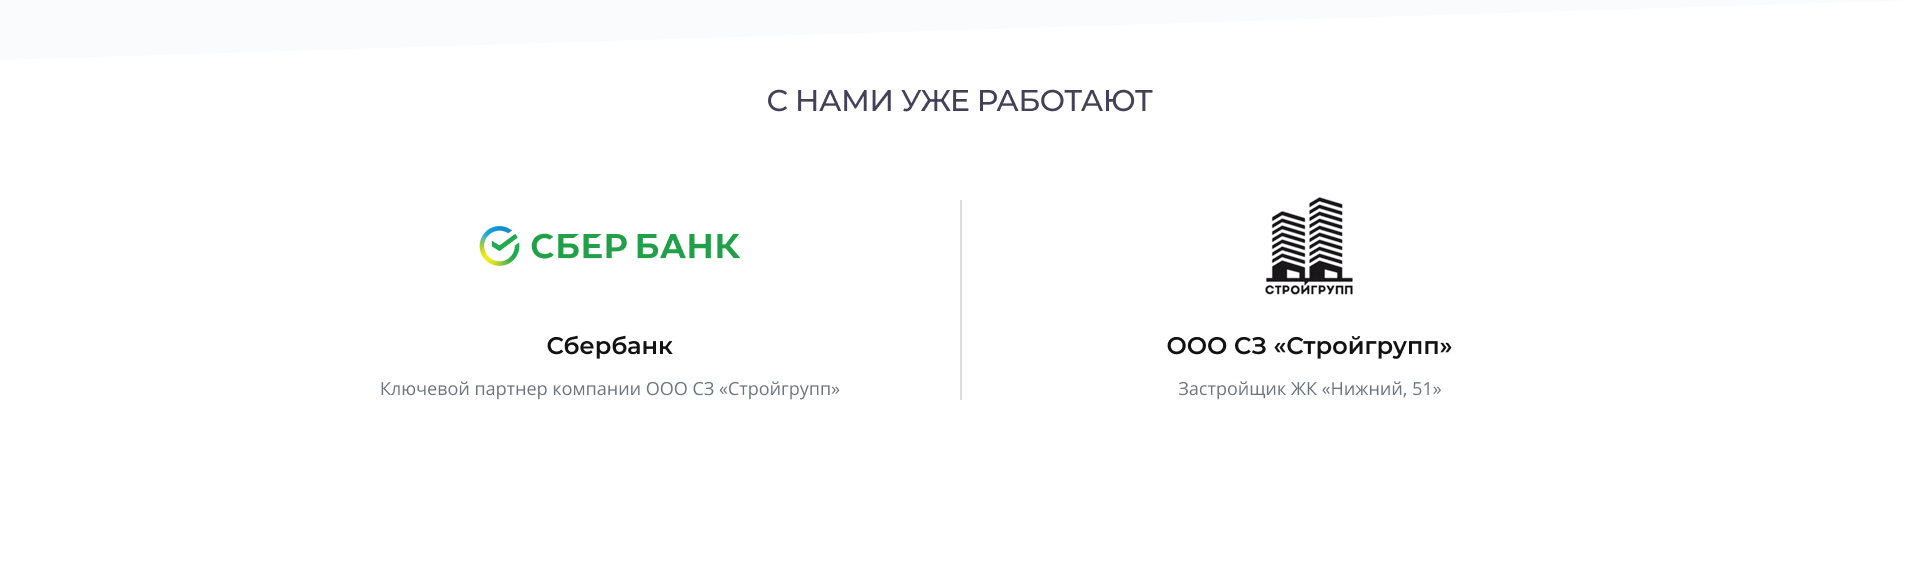 С НАМИ УЖЕ РАБОТАЮТ
СБЕР БАНК
СТРОЙГРУПП
Сбербанк
ООО СЗ «Стройгрупп»
Ключевой партнер компании ООО СЗ «Стройгрупп»
Застройщик ЖК «Нижний, 51»